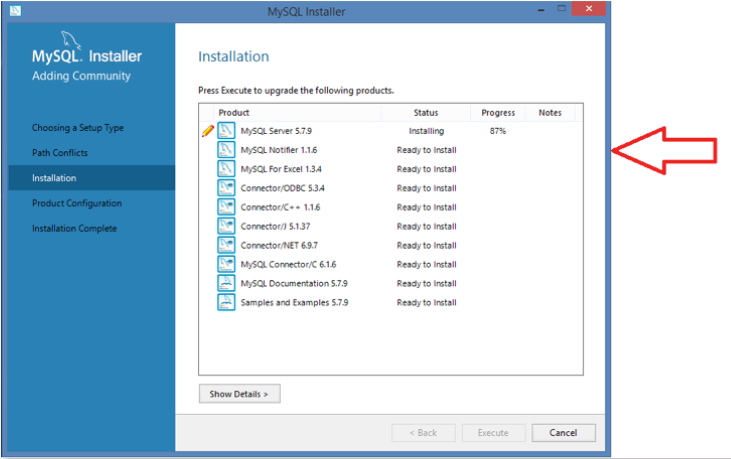 MySQL Installer
MySQL. Installer
Adding Community
Choosing a Setup Type
Path Conflicts
Installation
Product Configuration
Installation Complete
Installation
Press Execute to upgrade the following products.
Product Status Progress Notes
MySQL Server 5.7.9 Installing 87%
MySQL Notifier 1.1.6 Ready to Install
MySQL For Excel 1.3.4 Ready to Install
Connector/ODBC 5.3.4 Ready to Install
Connector/C++ 1.1.6 Ready to Install
Connector/J 5.1.37 Ready to Install
Connector/NET 6.9.7 Ready to Install
MySQL Connector/C 6.1.6 Ready to Install
MySQL Documentation 5.7.9 Ready to Install
Samples and Examples 5.7.9 Ready to Install
Show Details >
< Back Execute Cancel